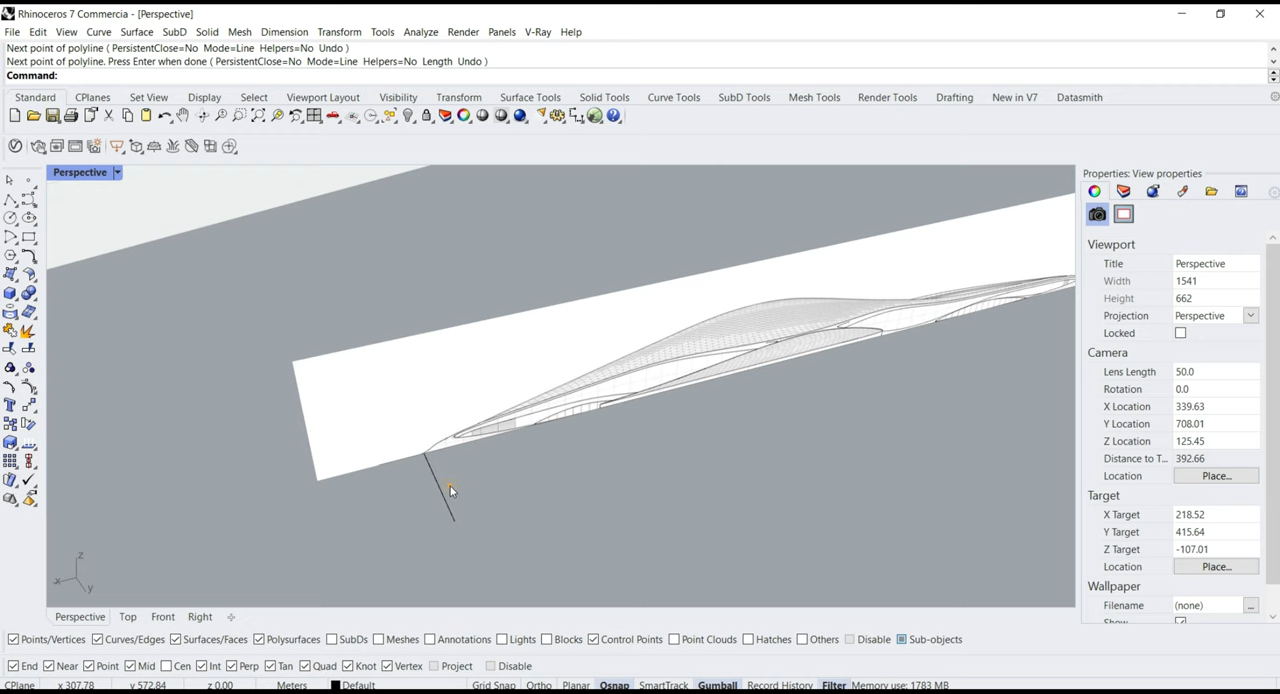 Rhinoceros 7 Commercia - [Perspective]
File Edit View Curve Surface SubD Solid Mesh Dimension Transform Tools Analyze Render Panels V-Ray Help
Next point of polyline ( PersistentClose=No Mode=Line Helpers=No Undo )
Next point of polyline. Press Enter when done ( PersistentClose=No Mode=Line Helpers=No Length Undo )
Command:
Standard CPlanes Set View Display Select Viewport Layout Visibility Transform Surface Tools Solid Tools Curve Tools SubD Tools Mesh Tools Render Tools Drafting New in V7 Datasmith
Perspective
Properties: View properties
Viewport
Title Perspective
Width 1541
Height 662
Projection Perspective
Locked
Camera
Lens Length 50.0
Rotation 0.0
X Location 339.63
Y Location 708.01
Z Location 125.45
Distance to T... 392.66
Location Place...
Target
X Target 218.52
Y Target 415.64
Z Target -107.01
Location Place...
Wallpaper
Filename (none) ...
Show
z
x
y
Perspective Top Front Right
Points/Vertices Curves/Edges Surfaces/Faces Polysurfaces SubDs Meshes Annotations Lights Blocks Control Points Point Clouds Hatches Others Disable Sub-objects
End Near Point Mid Cen Int Perp Tan Quad Knot Vertex Project Disable
CPlane x 307.78 y 572.84 z 0.00 Meters Default Grid Snap Ortho Planar Osnap SmartTrack Gumball Record History Filter Memory use: 1783 MB